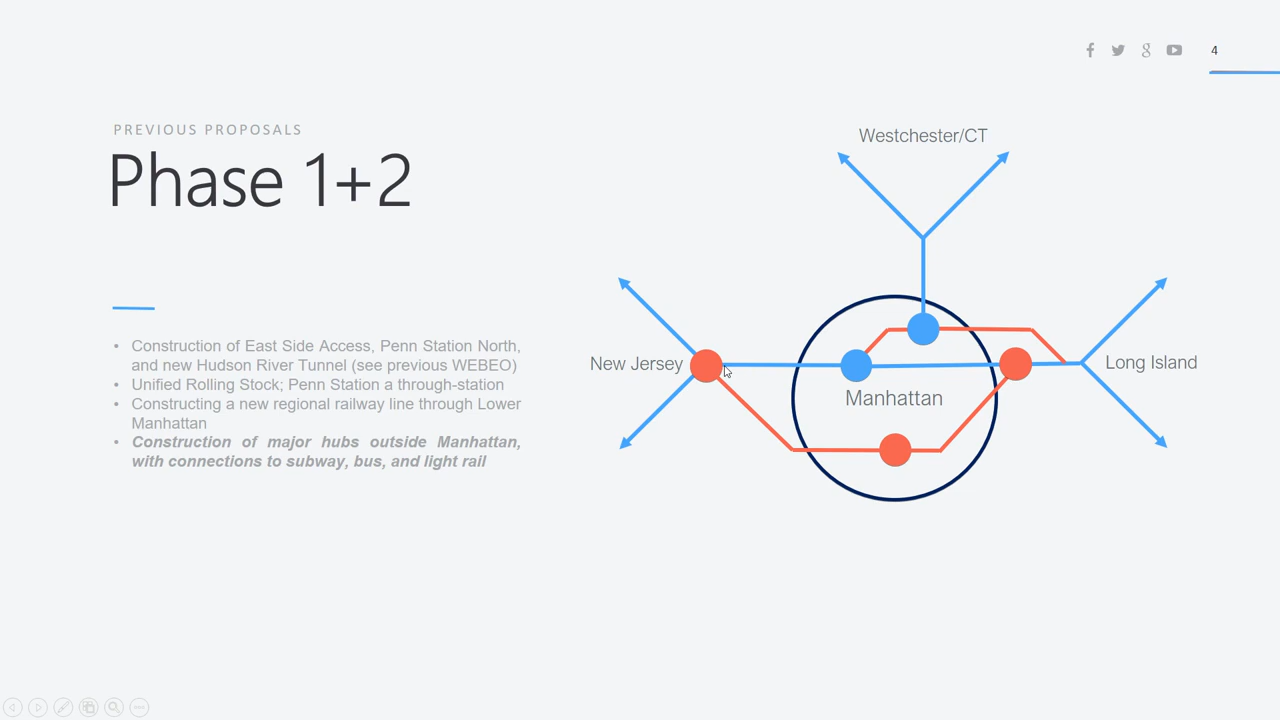 4
PREVIOUS PROPOSALS
Phase 1+2
• Construction of East Side Access, Penn Station North,
and new Hudson River Tunnel (see previous WEBEO)
• Unified Rolling Stock; Penn Station a through-station
• Constructing a new regional railway line through Lower
Manhattan
• Construction of major hubs outside Manhattan,
with connections to subway, bus, and light rail
Westchester/CT
New Jersey
Long Island
Manhattan